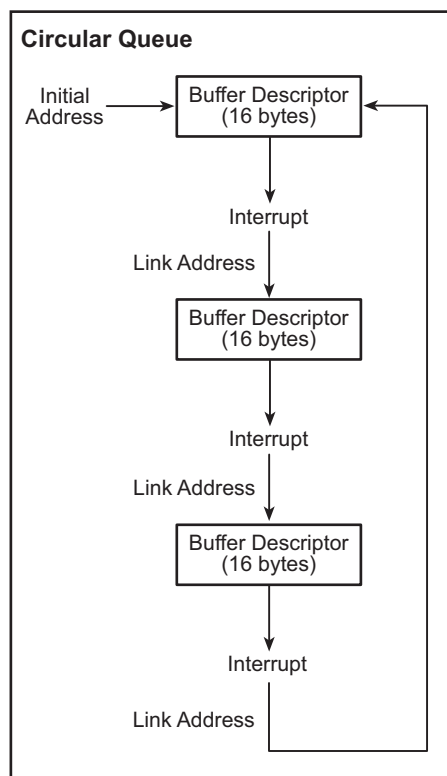 Circular Queue
Initial
Address
Buffer Descriptor
(16 bytes)
Interrupt
Link Address
Buffer Descriptor
(16 bytes)
Interrupt
Link Address
Buffer Descriptor
(16 bytes)
Interrupt
Link Address